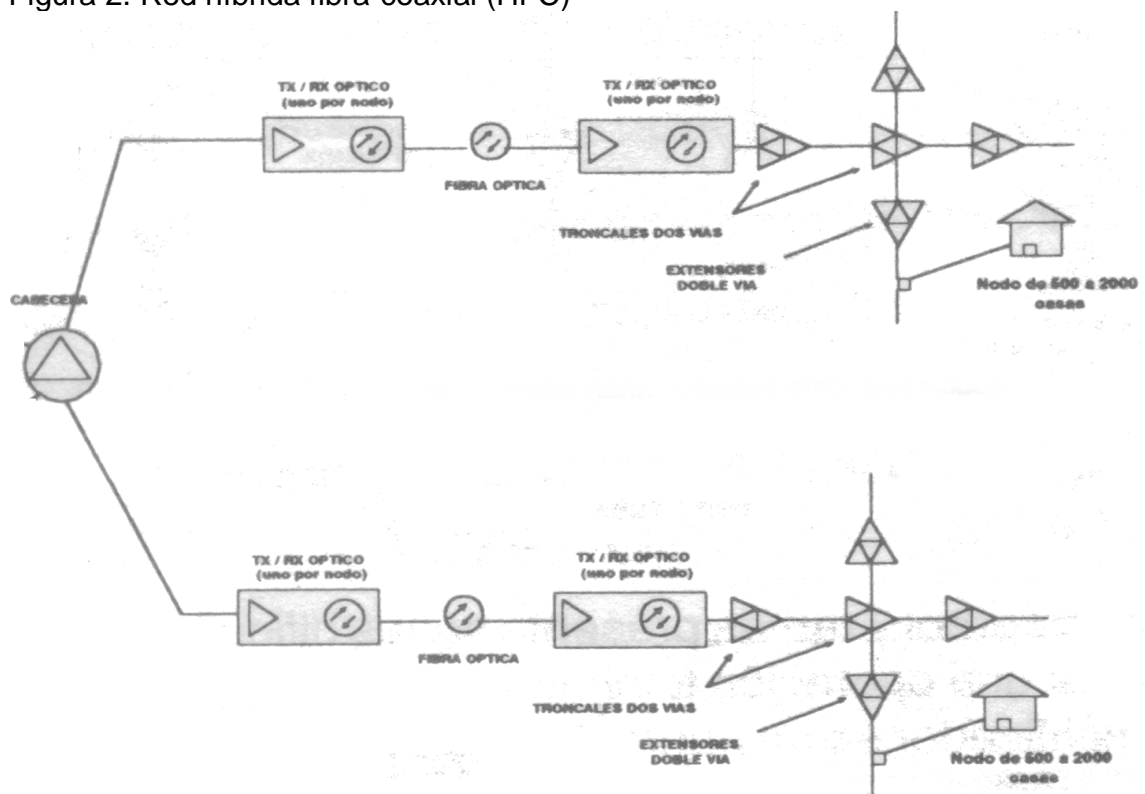 Figura 2. Red híbrida fibra-coaxial (HFC)
TX / RX OPTICO
(uno por nodo)
TX / RX OPTICO
(uno por nodo)
FIBRA OPTICA
TRONCALES DOS VIAS
EXTENSORES
DOBLE VIA
Nodo de 500 a 2000
casas
CABECERA
TX / RX OPTICO
(uno por nodo)
TX / RX OPTICO
(uno por nodo)
FIBRA OPTICA
TRONCALES DOS VIAS
EXTENSORES
DOBLE VIA
Nodo de 500 a 2000
casas